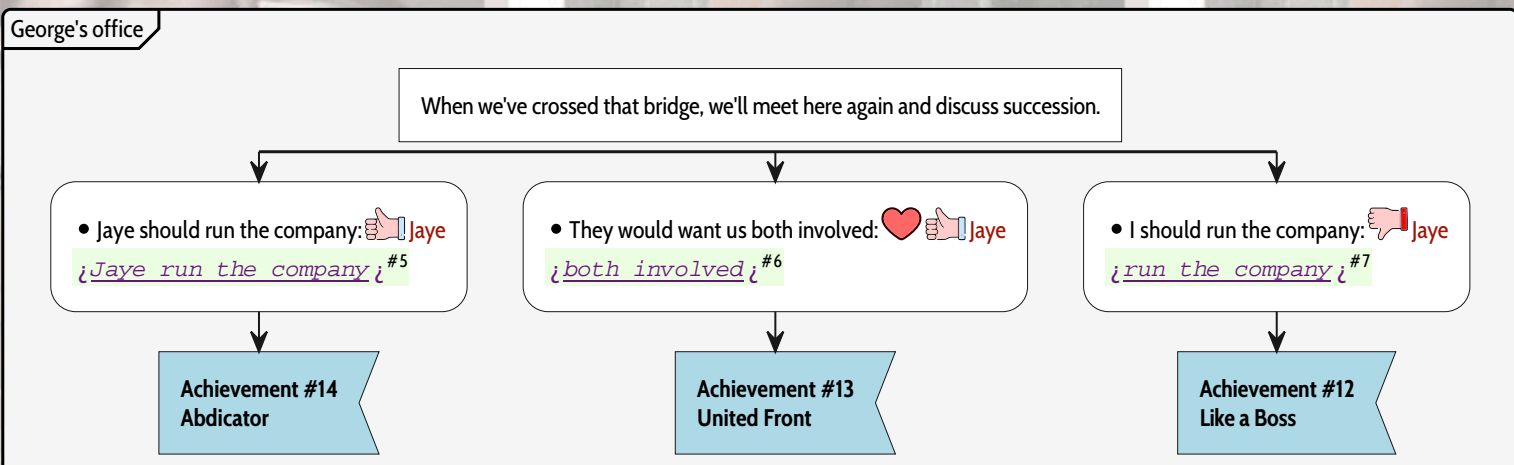 George's office
When we've crossed that bridge, we'll meet here again and discuss succession.
• Jaye should run the company: Jaye
¿Jaye run the company¿#5
• They would want us both involved: Jaye
¿both involved¿#6
• I should run the company: Jaye
¿run the company¿#7
Achievement #14
Abdicator
Achievement #13
United Front
Achievement #12
Like a Boss